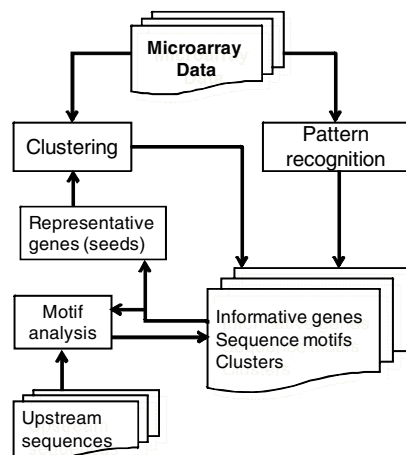 Microarray
Data
Clustering
Pattern
recognition
Representative
genes (seeds)
Motif
analysis
Informative genes
Sequence motifs
Clusters
Upstream
sequences